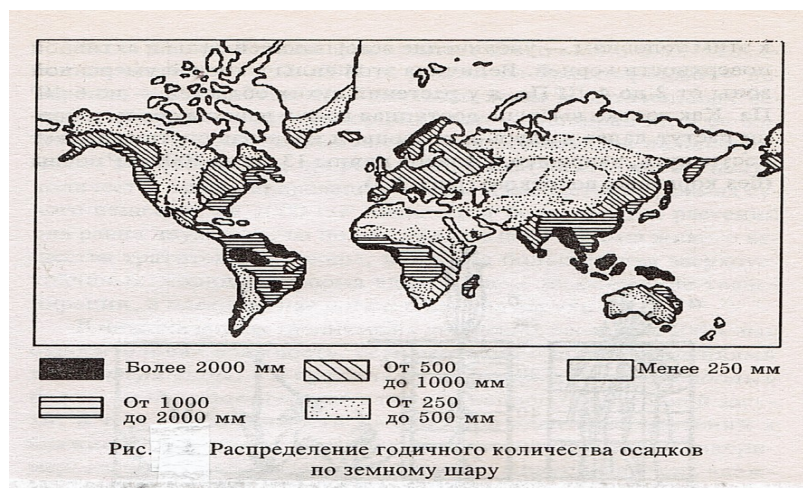 Более 2000 мм
От 500
до 1000 мм
Менее 250 мм
От 1000
до 2000 мм
От 250
до 500 мм
Рис. Распределение годичного количества осадков
по земному шару